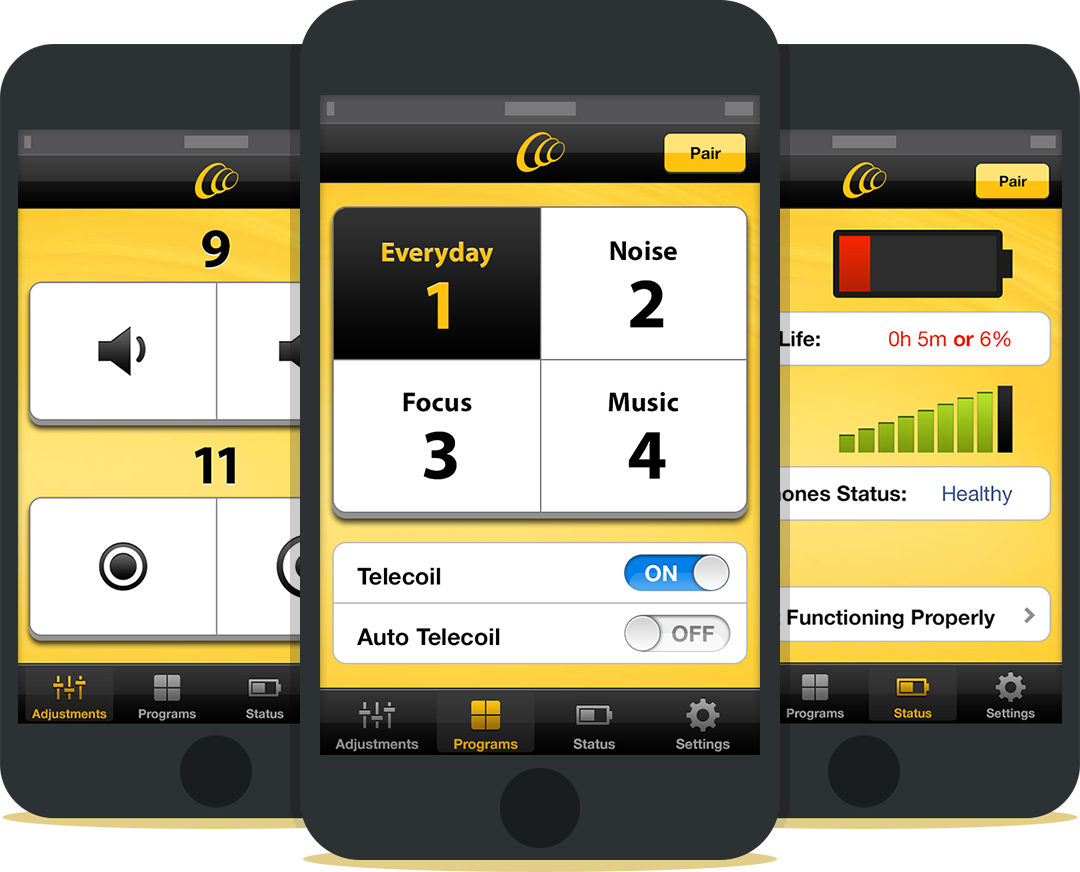 9
11
Adjustments
Programs
Status
Pair
Everyday
1
Noise
2
Focus
3
Music
4
Telecoil
ON
Auto Telecoil
OFF
Adjustments
Programs
Status
Settings
Pair
Life:
0h 5m or 6%
ones Status:
Healthy
Functioning Properly
Programs
Status
Settings